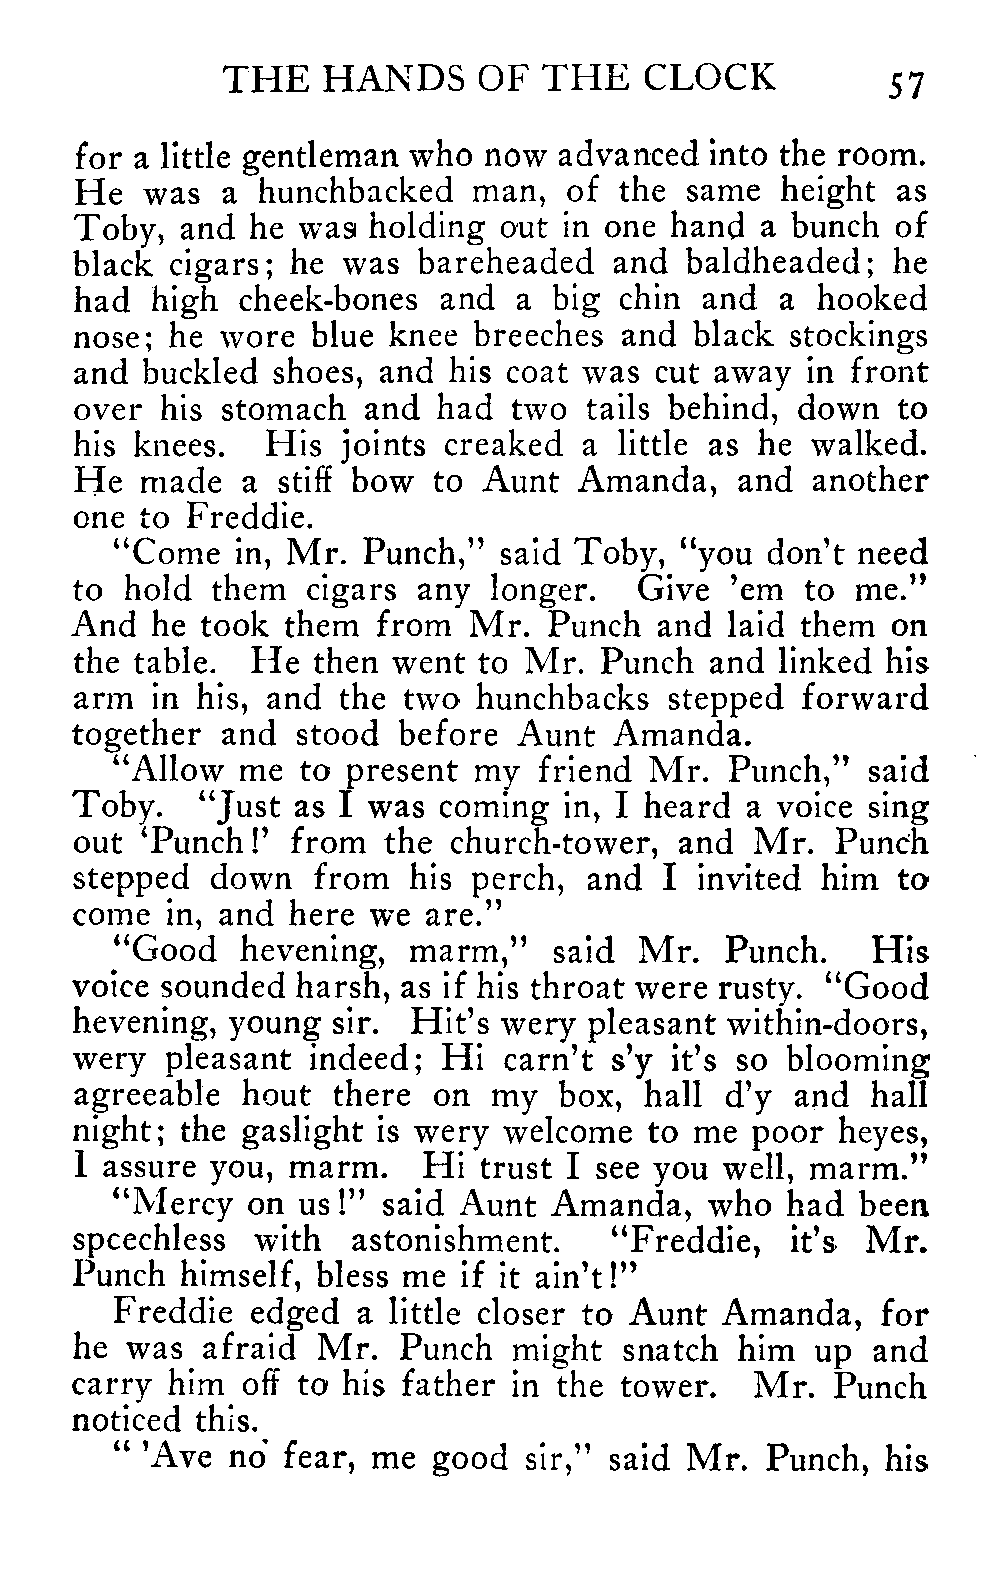 THE HANDS OF THE CLOCK 57
for a little gentleman who now advanced into the room.
He was a hunchbacked man, of the same height as
Toby, and he was holding out in one hand a bunch of
black cigars; he was bareheaded and baldheaded; he
had high cheek-bones and a big chin and a hooked
nose; he wore blue knee breeches and black stockings
and buckled shoes, and his coat was cut away in front
over his stomach and had two tails behind, down to
his knees. His joints creaked a little as he walked.
He made a stiff bow to Aunt Amanda, and another
one to Freddie.
"Come in, Mr. Punch," said Toby, "you don't need
to hold them cigars any longer. Give 'em to me."
And he took them from Mr. Punch and laid them on
the table. He then went to Mr. Punch and linked his
arm in his, and the two hunchbacks stepped forward
together and stood before Aunt Amanda.
"Allow me to present my friend Mr. Punch," said
Toby. "Just as I was coming in, I heard a voice sing
out 'Punch!' from the church-tower, and Mr. Punch
stepped down from his perch, and I invited him to
come in, and here we are."
"Good hevening, marm," said Mr. Punch. His
voice sounded harsh, as if his throat were rusty. "Good
hevening, young sir. Hit's wery pleasant within-doors,
wery pleasant indeed; Hi carn't s'y it's so blooming
agreeable hout there on my box, hall d'y and hall
night; the gaslight is wery welcome to me poor heyes,
I assure you, marm. Hi trust I see you well, marm."
"Mercy on us!" said Aunt Amanda, who had been
speechless with astonishment. "Freddie, it's Mr.
Punch himself, bless me if it ain't!"
Freddie edged a little closer to Aunt Amanda, for
he was afraid Mr. Punch might snatch him up and
carry him off to his father in the tower. Mr. Punch
noticed this.
" 'Ave no fear, me good sir," said Mr. Punch, his